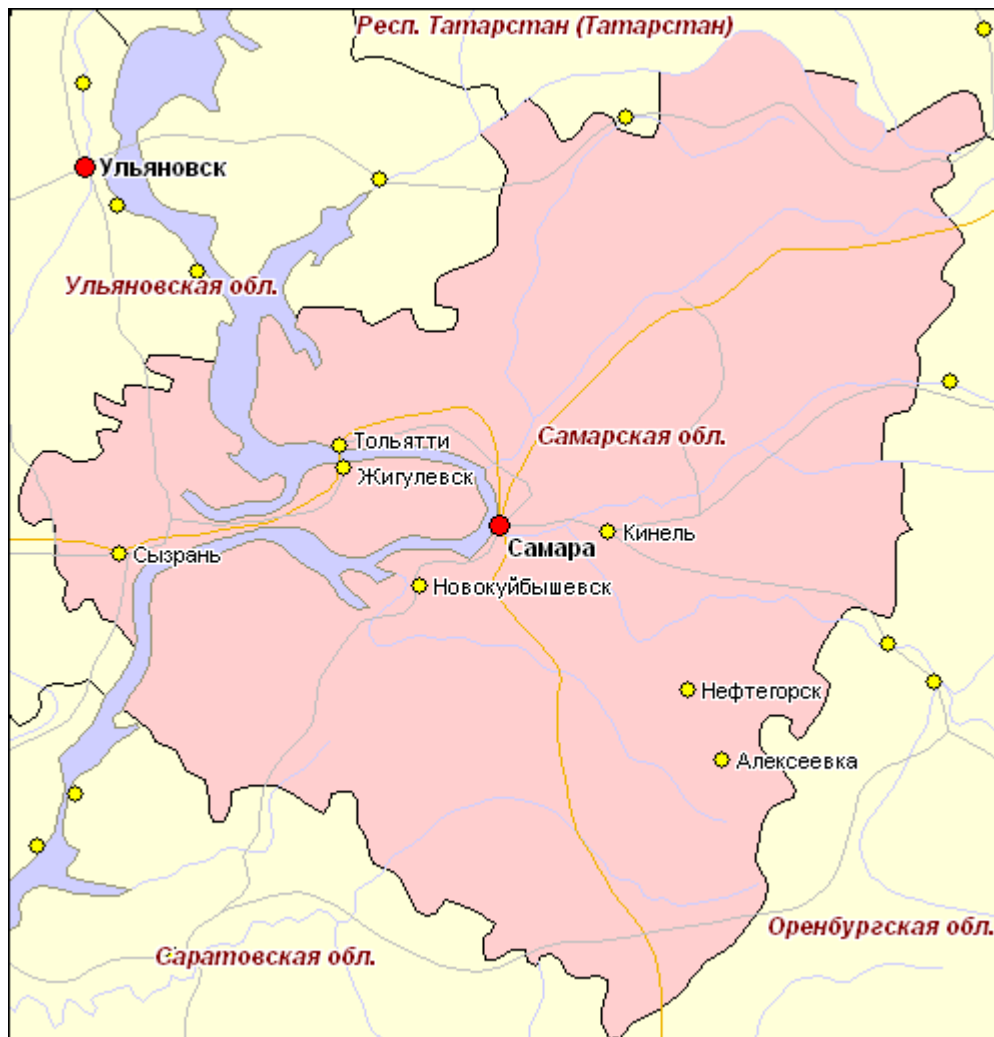 Респ. Татарстан (Татарстан)
Ульяновск
Ульяновская обл.
Самарская обл.
Тольятти
Жигулевск
Кинель
Самара
Сызрань
Новокуйбышевск
Нефтегорск
Алексеевка
Оренбургская обл.
Саратовская обл.